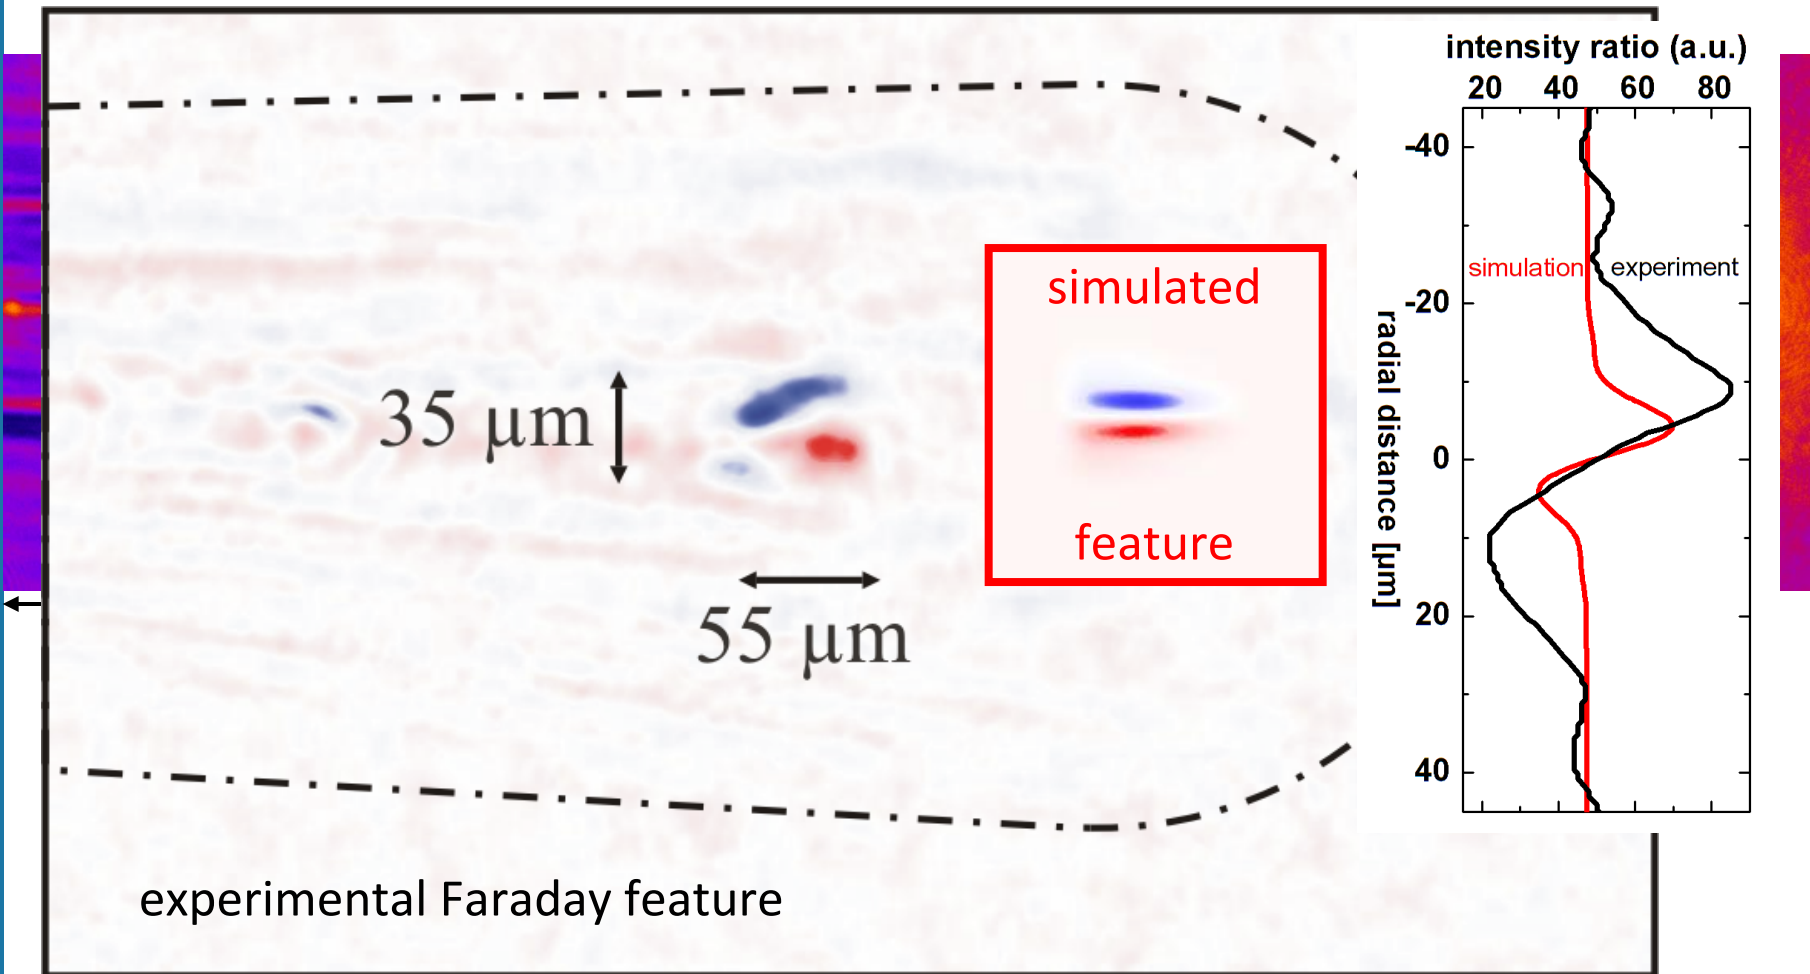 intensity ratio (a.u.)
20 40 60 80
-40
simulation experiment
-20
radial distance [µm]
0
20
40
simulated
feature
35 µm
55 µm
experimental Faraday feature